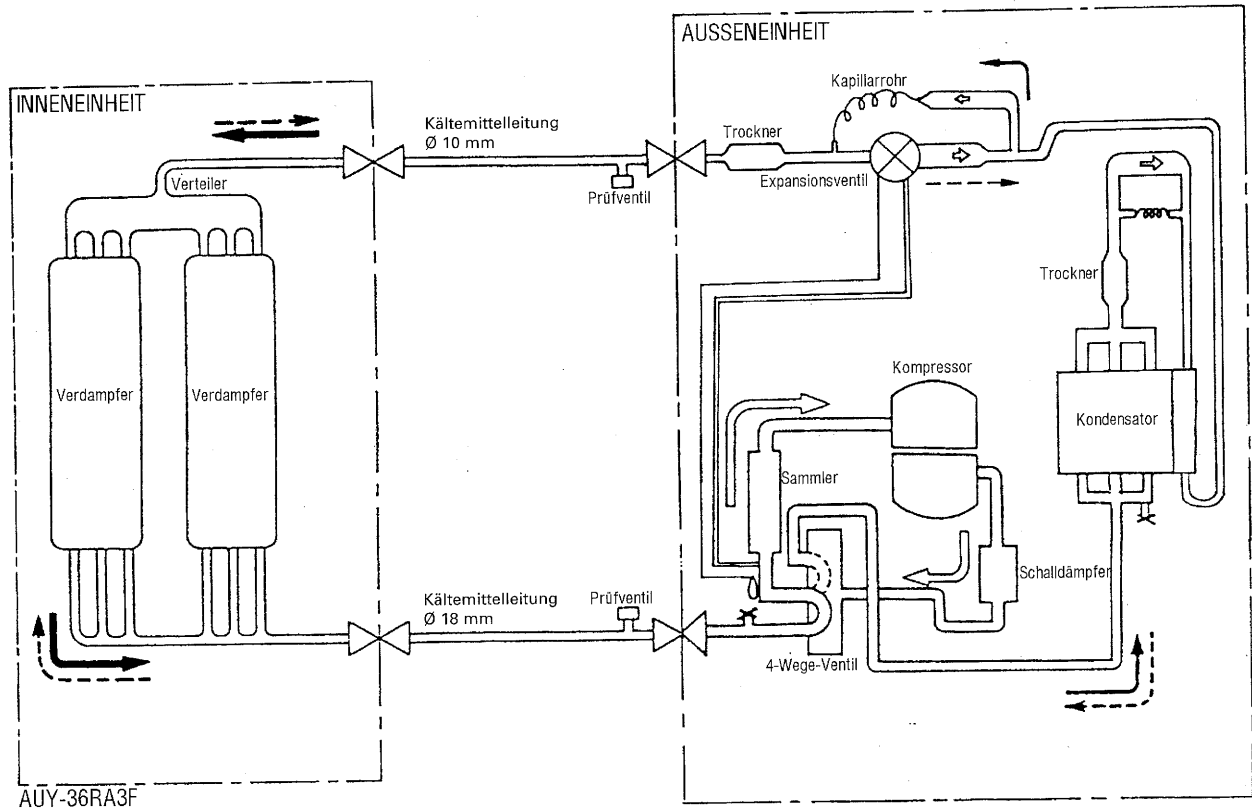 AUSSENEINHEIT
INNENEINHEIT
Kapillarrohr
Kältemittelleitung
Ø 10 mm
Trockner
Verteiler
Prüfventil
Expansionsventil
Trockner
Verdampfer
Verdampfer
Kompressor
Kondensator
Sammler
Schalldämpfer
Kältemittelleitung
Ø 18 mm
Prüfventil
4-Wege-Ventil
AUY-36RA3F